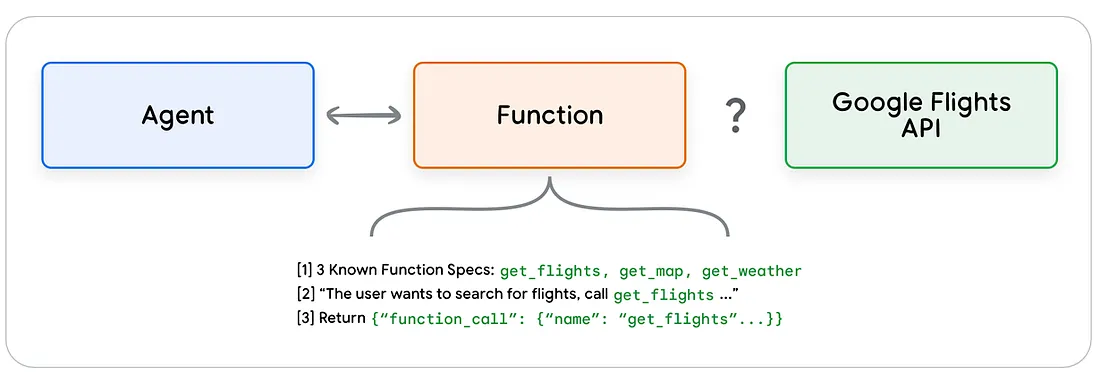 Agent
Function
?
Google Flights
API
[1] 3 Known Function Specs: get_flights, get_map, get_weather
[2] “The user wants to search for flights, call get_flights ...”
[3] Return {“function_call”: {“name”: “get_flights”...}}